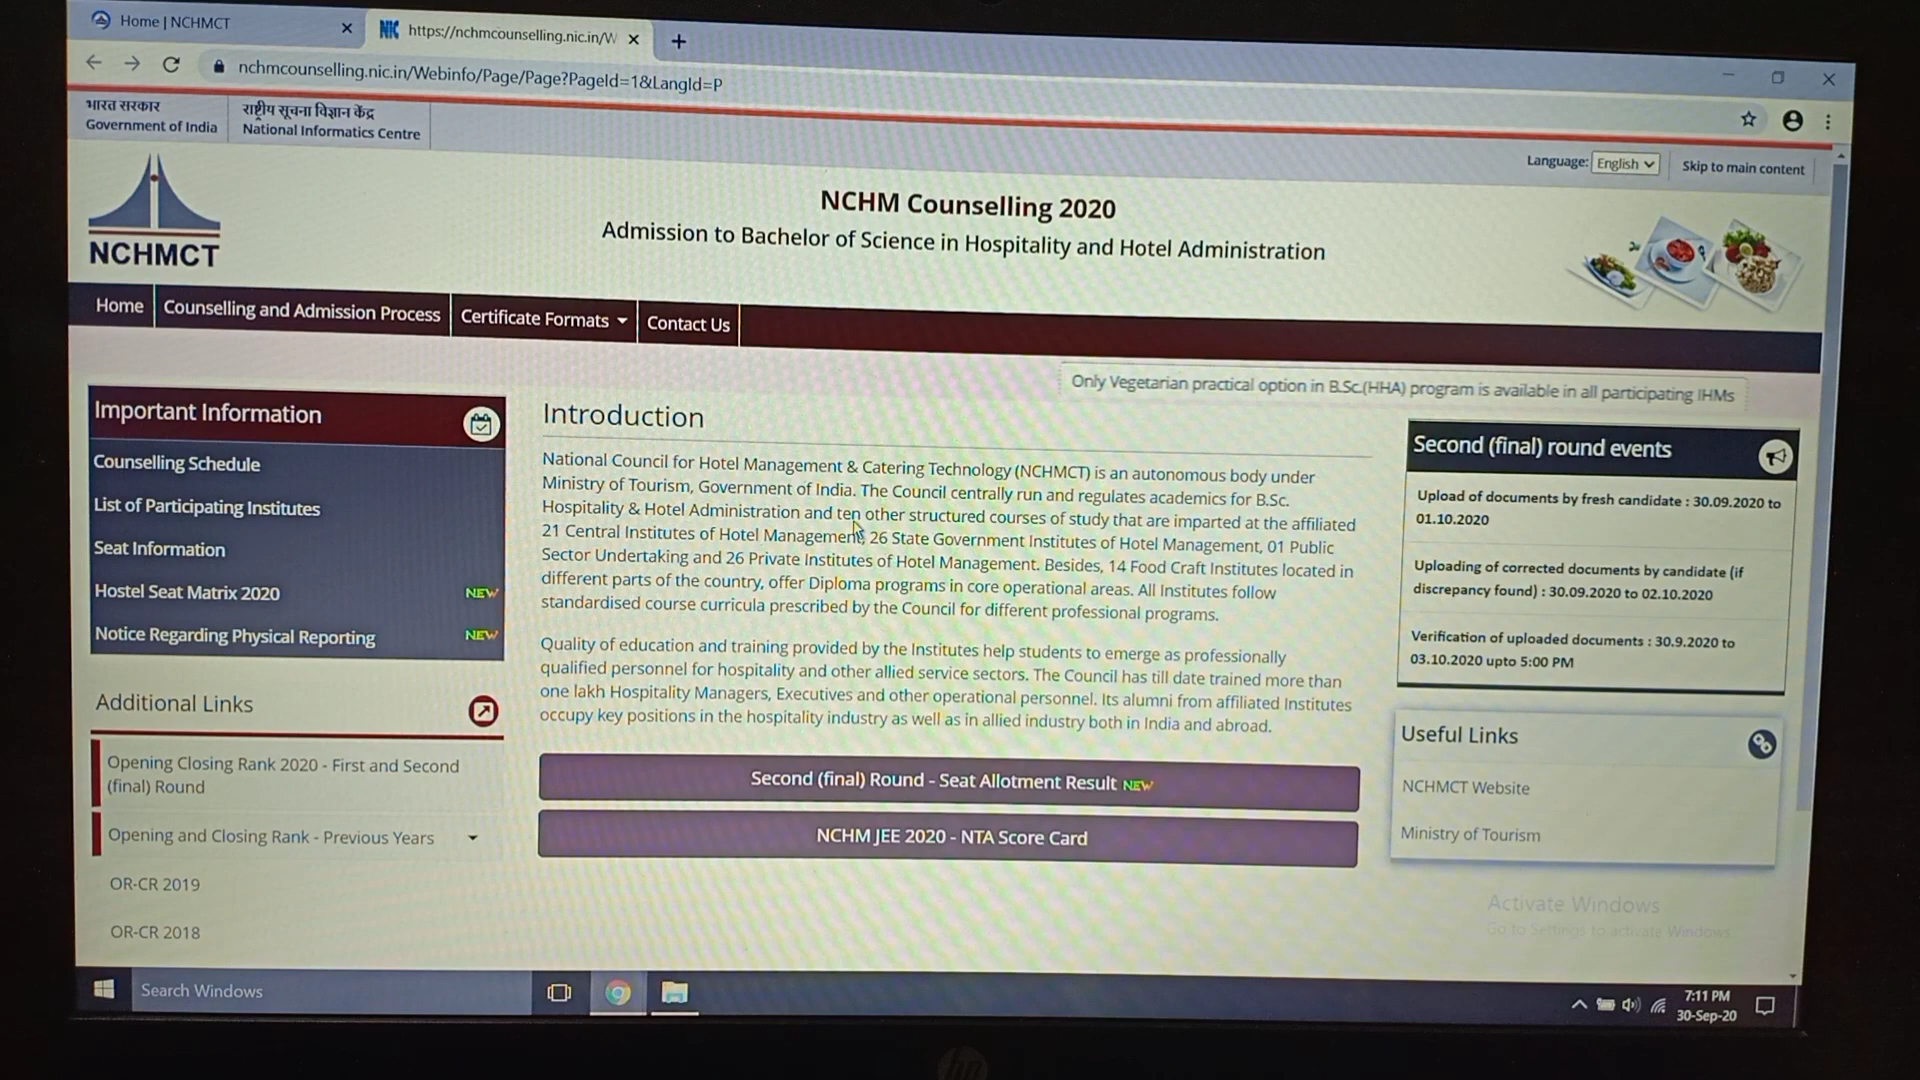 Home | NCHMCT
https://nchmcounselling.nic.in/W
nchmcounselling.nic.in/Webinfo/Page/Page?PageId=1&LangId=P
भारत सरकार
Government of India
राष्ट्रीय सूचना विज्ञान केंद्र
National Informatics Centre
Language: English
Skip to main content
NCHMCT
NCHM Counselling 2020
Admission to Bachelor of Science in Hospitality and Hotel Administration
Home
Counselling and Admission Process
Certificate Formats
Contact Us
Only Vegetarian practical option in B.Sc.(HHA) program is available in all participating IHMs
Important Information
Counselling Schedule
List of Participating Institutes
Seat Information
Hostel Seat Matrix 2020 NEW
Notice Regarding Physical Reporting NEW
Additional Links
Opening Closing Rank 2020 - First and Second
(final) Round
Opening and Closing Rank - Previous Years
OR-CR 2019
OR-CR 2018
Introduction
National Council for Hotel Management & Catering Technology (NCHMCT) is an autonomous body under
Ministry of Tourism, Government of India. The Council centrally run and regulates academics for B.Sc.
Hospitality & Hotel Administration and ten other structured courses of study that are imparted at the affiliated
21 Central Institutes of Hotel Management, 26 State Government Institutes of Hotel Management, 01 Public
Sector Undertaking and 26 Private Institutes of Hotel Management. Besides, 14 Food Craft Institutes located in
different parts of the country, offer Diploma programs in core operational areas. All Institutes follow
standardised course curricula prescribed by the Council for different professional programs.
Quality of education and training provided by the Institutes help students to emerge as professionally
qualified personnel for hospitality and other allied service sectors. The Council has till date trained more than
one lakh Hospitality Managers, Executives and other operational personnel. Its alumni from affiliated Institutes
occupy key positions in the hospitality industry as well as in allied industry both in India and abroad.
Second (final) Round - Seat Allotment Result NEW
NCHM JEE 2020 - NTA Score Card
Second (final) round events
Upload of documents by fresh candidate : 30.09.2020 to
01.10.2020
Uploading of corrected documents by candidate (if
discrepancy found) : 30.09.2020 to 02.10.2020
Verification of uploaded documents : 30.9.2020 to
03.10.2020 upto 5:00 PM
Useful Links
NCHMCT Website
Ministry of Tourism
Activate Windows
Go to Settings to activate Windows.
Search Windows
7:11 PM
30-Sep-20
hp